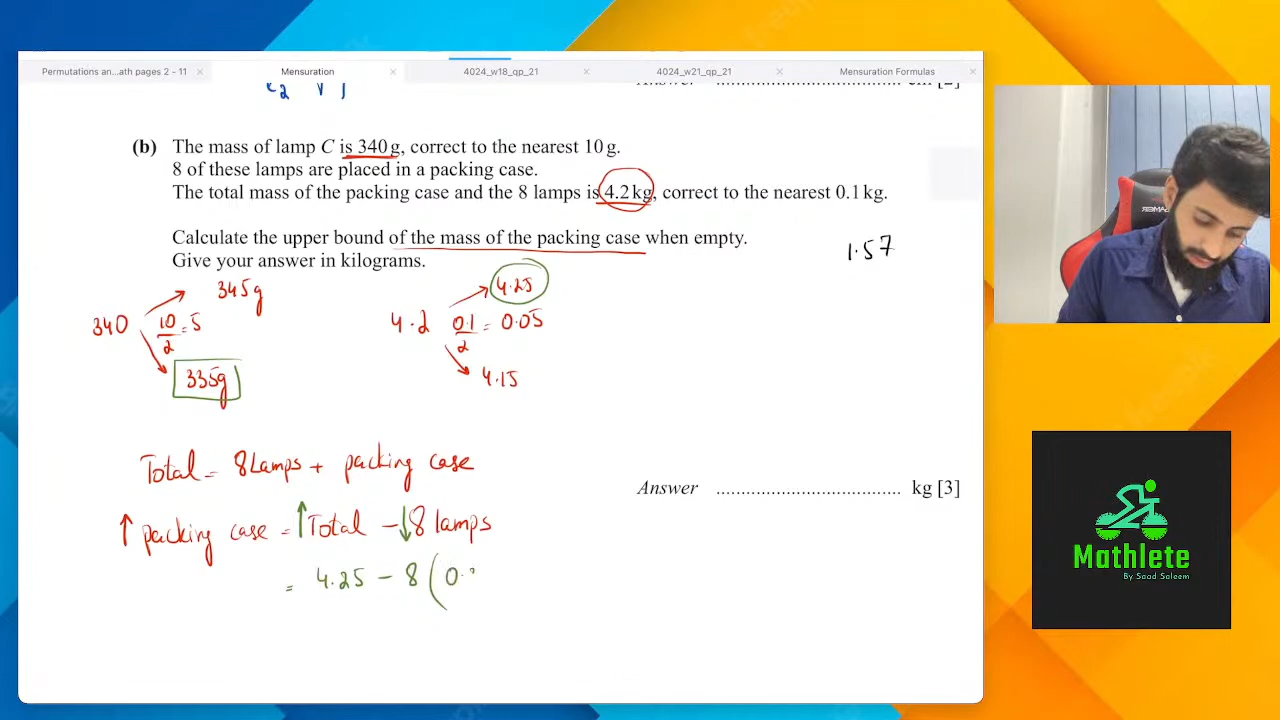 Permutations an...ath pages 2 - 11 × Mensuration × 4024_w18_qp_21 × 4024_w21_qp_21 × Mensuration Formulas ×
(b) The mass of lamp C is 340 g, correct to the nearest 10 g.
8 of these lamps are placed in a packing case.
The total mass of the packing case and the 8 lamps is 4.2 kg, correct to the nearest 0.1 kg.
Calculate the upper bound of the mass of the packing case when empty.
Give your answer in kilograms.
1.57
345g
4.25
340 10/2 = 5
4.2 0.1/2 = 0.05
335g
4.15
Total = 8 Lamps + packing case
Answer ..................................... kg [3]
↑ packing case = ↑ Total - ↓ 8 lamps
= 4.25 - 8 (0.
Mathlete
By Saad Saleem